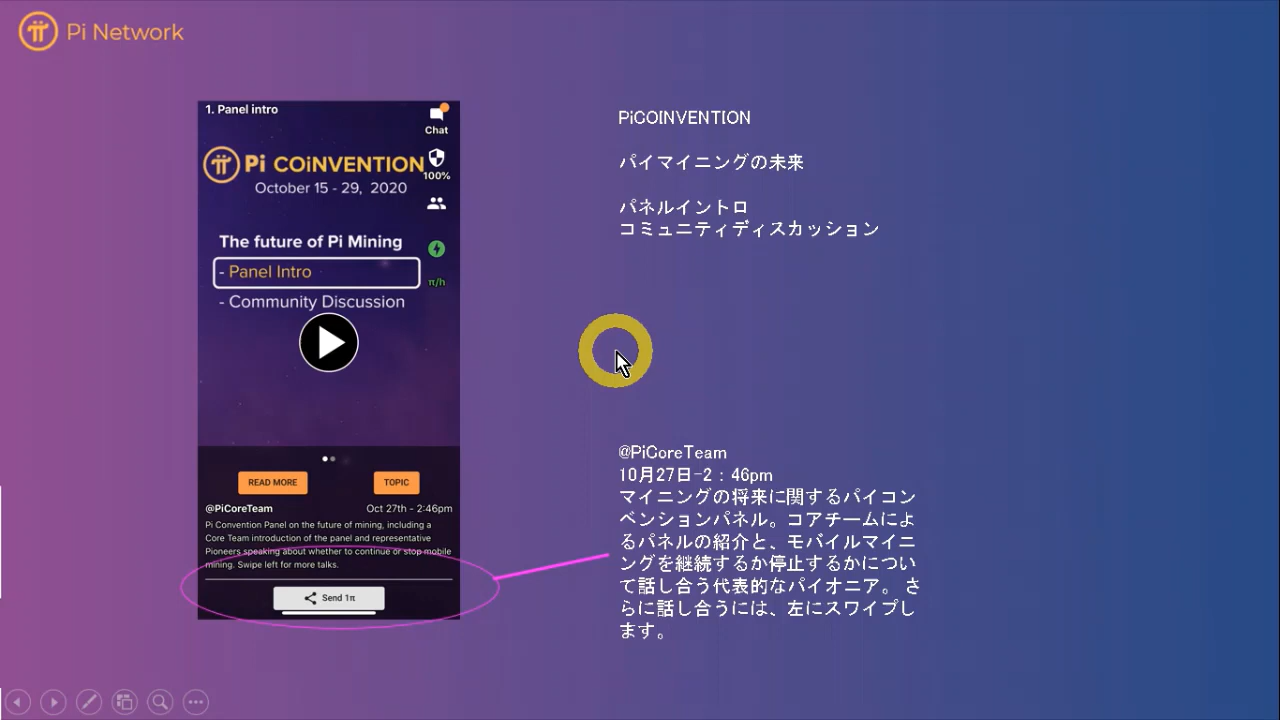 Pi Network
1. Panel intro
Chat
Pi COiNVENTION
100%
October 15 - 29, 2020
The future of Pi Mining
- Panel Intro
π/h
- Community Discussion
READ MORE
TOPIC
@PiCoreTeam
Oct 27th - 2:46pm
Pi Convention Panel on the future of mining, including a
Core Team introduction of the panel and representative
Pioneers speaking about whether to continue or stop mobile
mining. Swipe left for more talks.
Send 1π
PiCOINVENTION
パイマイニングの未来
パネルイントロ
コミュニティディスカッション
@PiCoreTeam
10月27日-2：46pm
マイニングの将来に関するパイコン
ベンションパネル。コアチームによ
るパネルの紹介と、モバイルマイニ
ングを継続するか停止するかについ
て話し合う代表的なパイオニア。さ
らに話し合うには、左にスワイプし
ます。